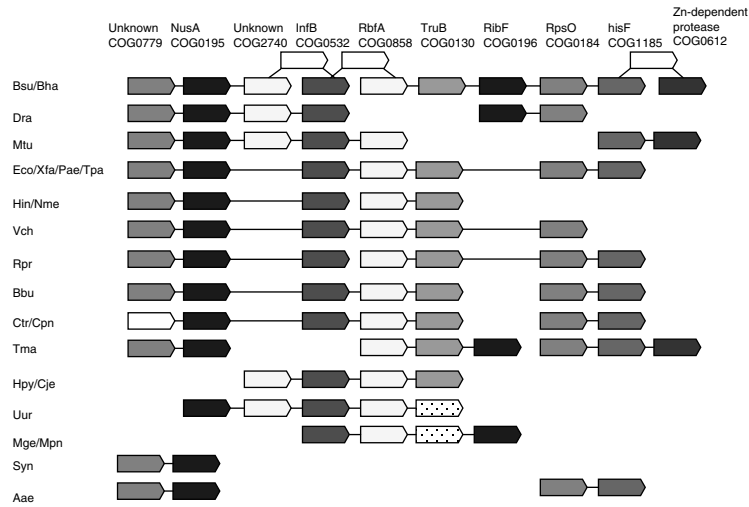 Unknown NusA Unknown InfB RbfA TruB RibF RpsO hisF Zn-dependent protease
COG0779 COG0195 COG2740 COG0532 COG0858 COG0130 COG0196 COG0184 COG1185 COG0612
Bsu/Bha
Dra
Mtu
Eco/Xfa/Pae/Tpa
Hin/Nme
Vch
Rpr
Bbu
Ctr/Cpn
Tma
Hpy/Cje
Uur
Mge/Mpn
Syn
Aae